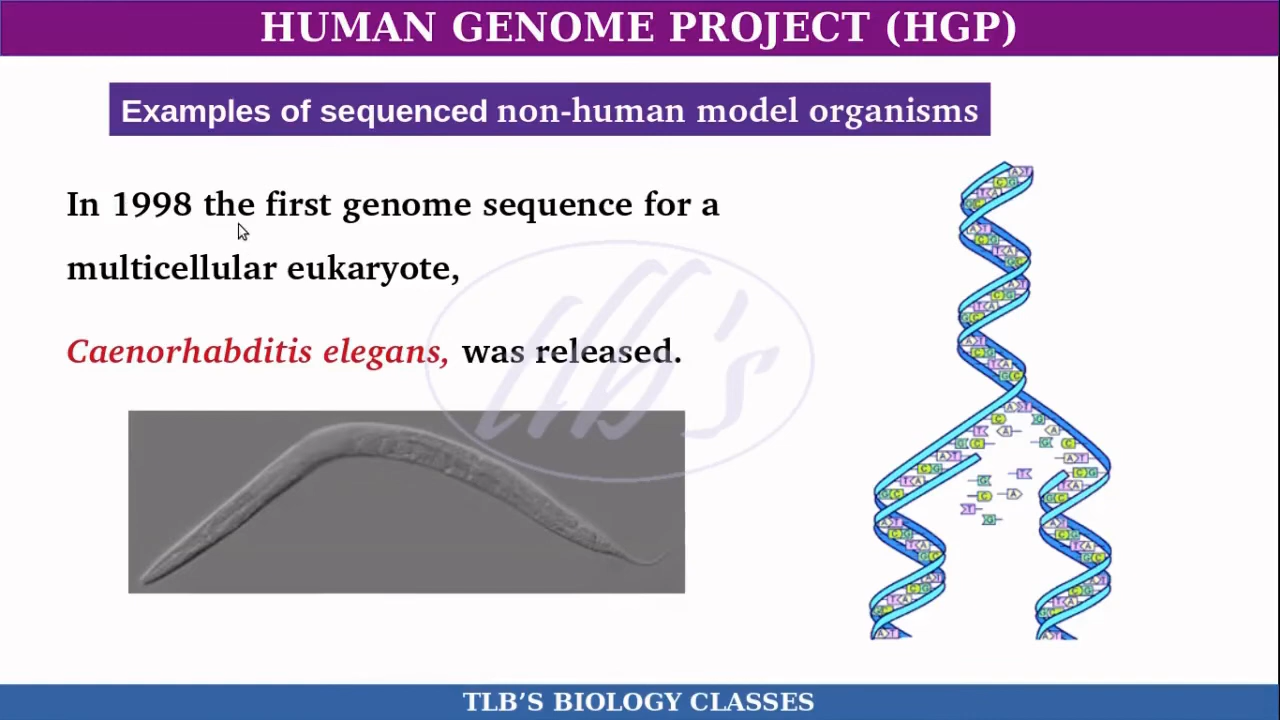 HUMAN GENOME PROJECT (HGP)
Examples of sequenced non-human model organisms
In 1998 the first genome sequence for a
multicellular eukaryote,
Caenorhabditis elegans, was released.
tlb's
TLB’S BIOLOGY CLASSES